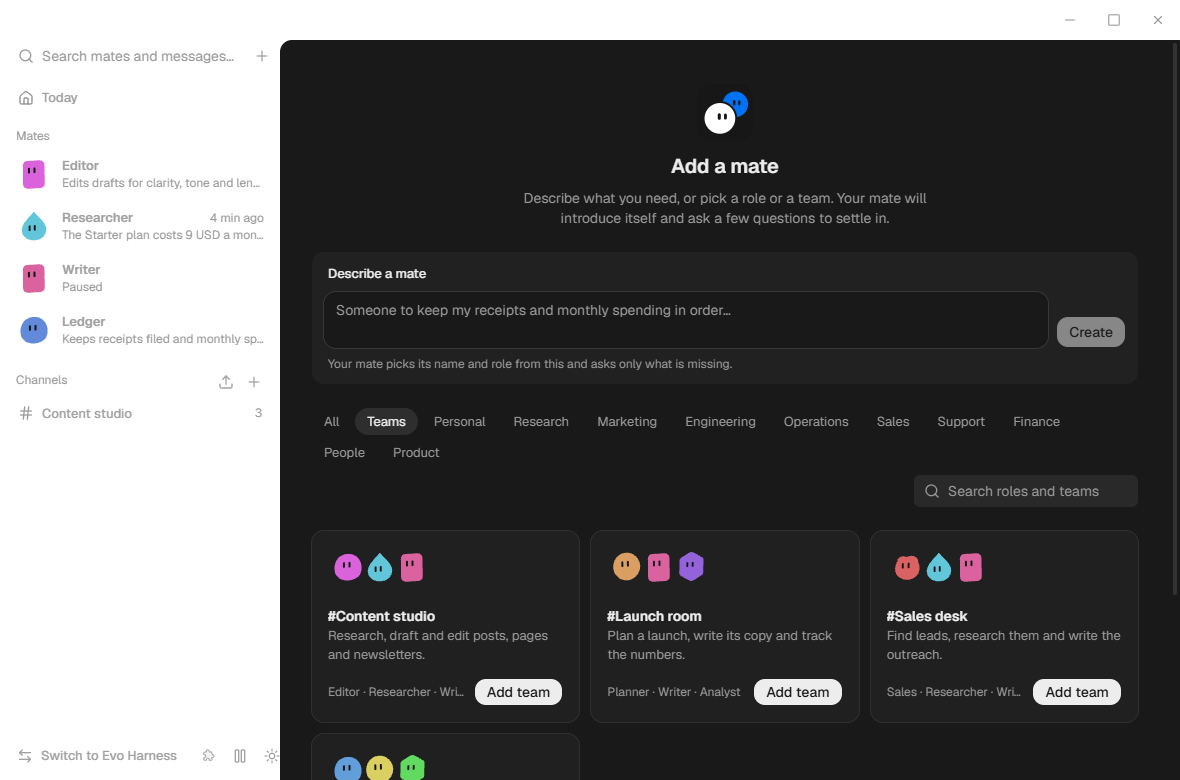 Search mates and messages...
Today
Mates
Editor
Edits drafts for clarity, tone and len...
Researcher
4 min ago
The Starter plan costs 9 USD a mon...
Writer
Paused
Ledger
Keeps receipts filed and monthly sp...
Channels
Content studio
3
Switch to Evo Harness
Add a mate
Describe what you need, or pick a role or a team. Your mate will
introduce itself and ask a few questions to settle in.
Describe a mate
Someone to keep my receipts and monthly spending in order...
Create
Your mate picks its name and role from this and asks only what is missing.
All Teams Personal Research Marketing Engineering Operations Sales Support Finance
People Product
Search roles and teams
#Content studio
Research, draft and edit posts, pages
and newsletters.
Editor · Researcher · Wri...
Add team
#Launch room
Plan a launch, write its copy and track
the numbers.
Planner · Writer · Analyst
Add team
#Sales desk
Find leads, research them and write the
outreach.
Sales · Researcher · Wri...
Add team